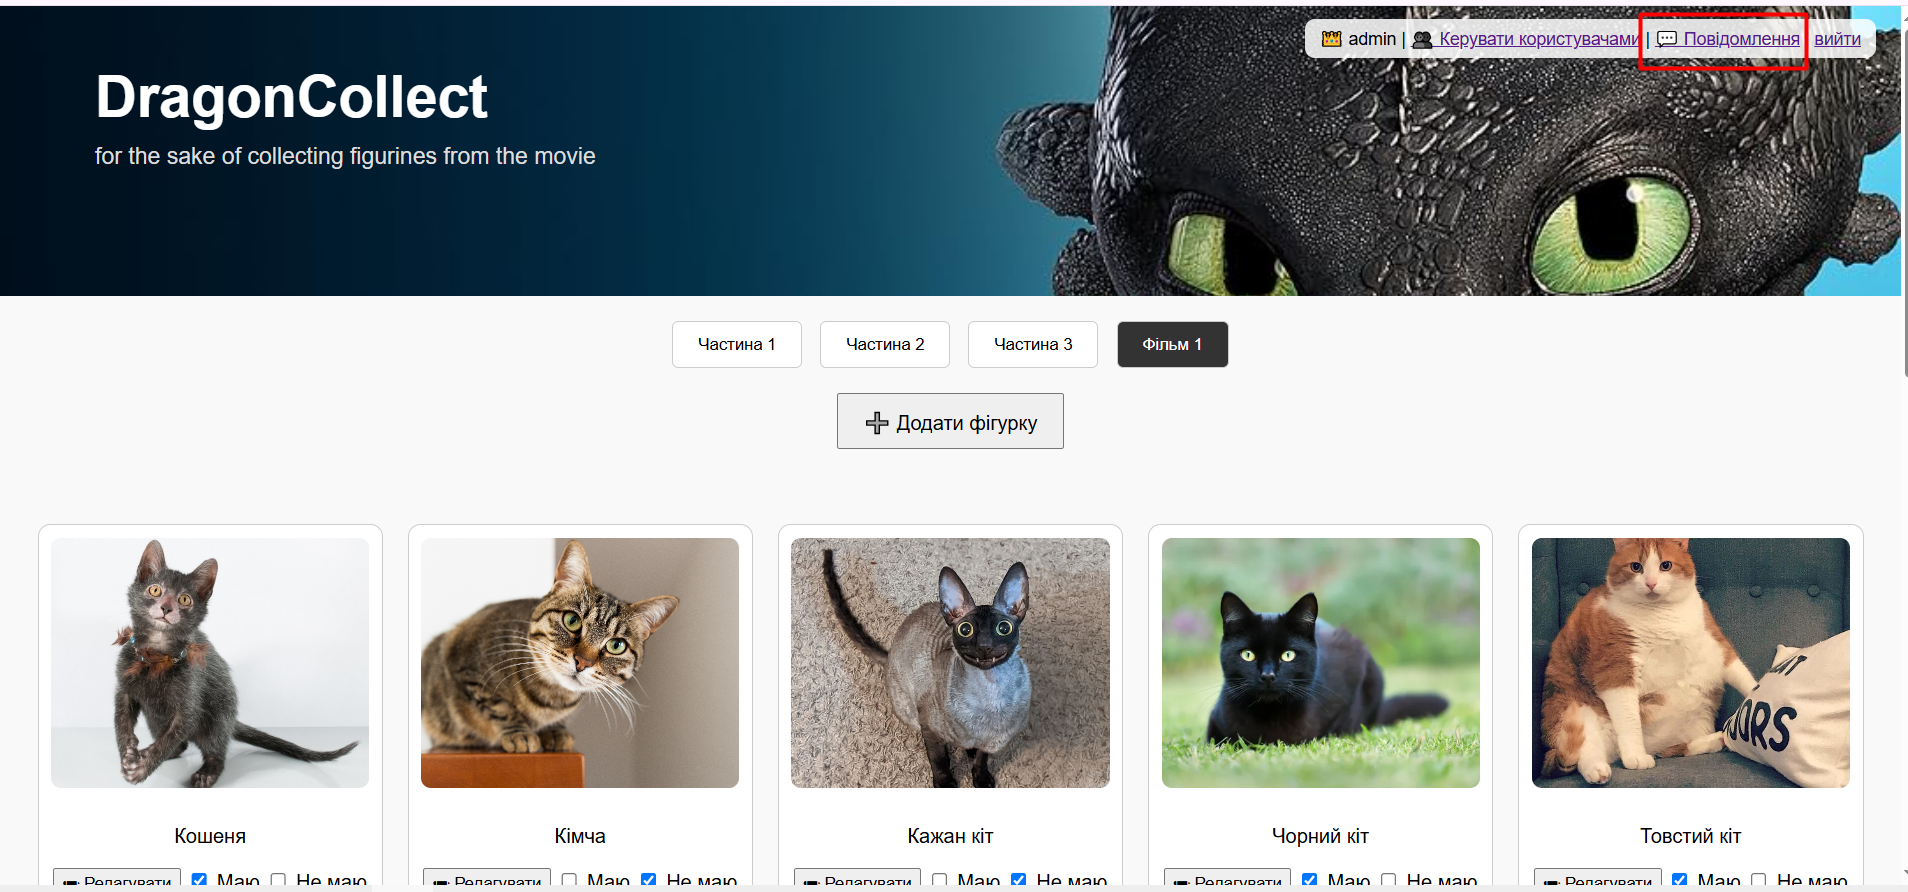 admin | Керувати користувачами | Повідомлення вийти
DragonCollect
for the sake of collecting figurines from the movie
Частина 1 Частина 2 Частина 3 Фільм 1
Додати фігурку
Кошеня Кімча Кажан кіт Чорний кіт Товстий кіт
Редагувати Маю Не маю Редагувати Маю Не маю Редагувати Маю Не маю Редагувати Маю Не маю Редагувати Маю Не маю